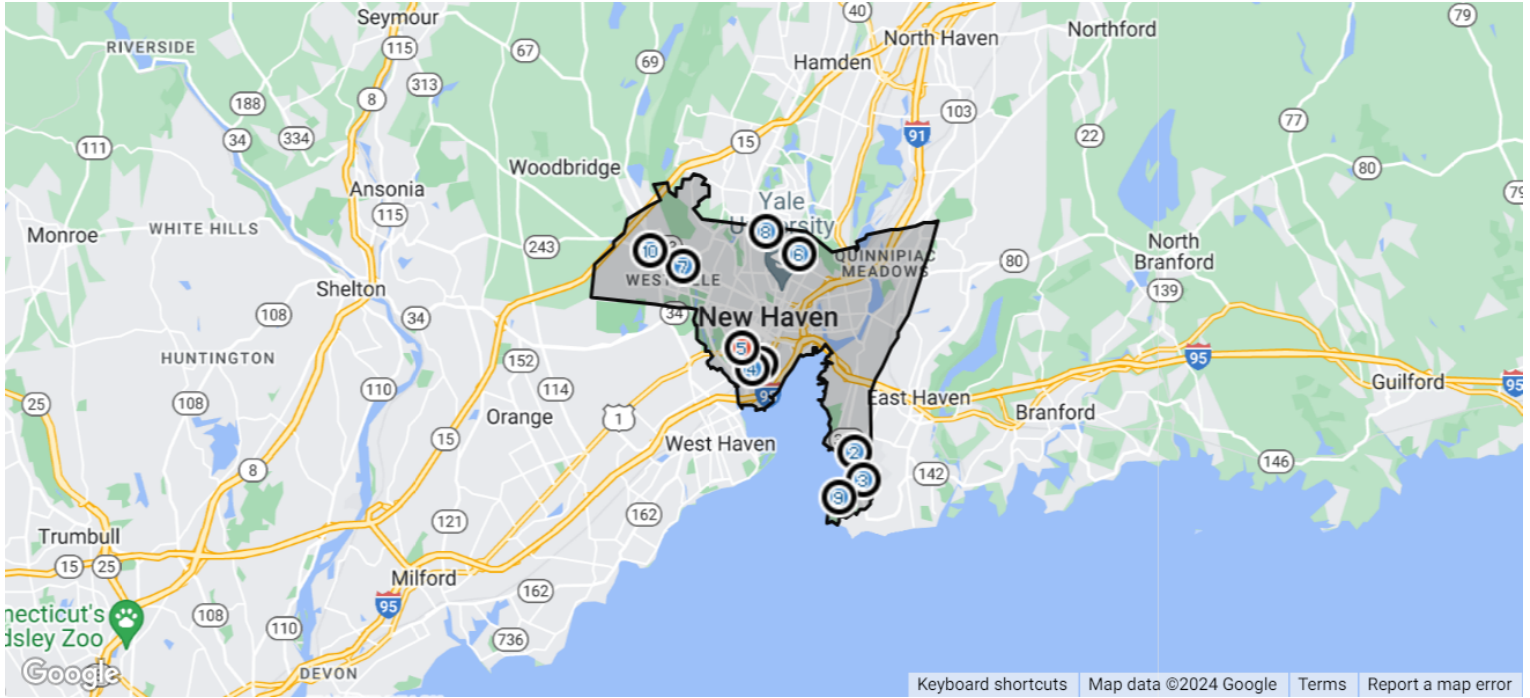 Seymour
40
79
RIVERSIDE
115
67
69
North Haven
Northford
Hamden
313
8
188
103
91
77
34
334
15
22
111
Woodbridge
80
Ansonia
79
115
Yale
University
WHITE HILLS
Monroe
243
8
North
Branford
10
6
QUINNIPIAC
MEADOWS
80
7
Shelton
139
108
34
34
New Haven
HUNTINGTON
152
5
95
110
114
4
95
Guilford
25
108
East Haven
Orange
1
Branford
15
West Haven
2
146
8
3
142
9
162
121
Trumbull
15
25
Milford
162
95
necticut's
dsley Zoo
108
110
736
DEVON
Google
Keyboard shortcuts
Map data ©2024 Google
Terms
Report a map error